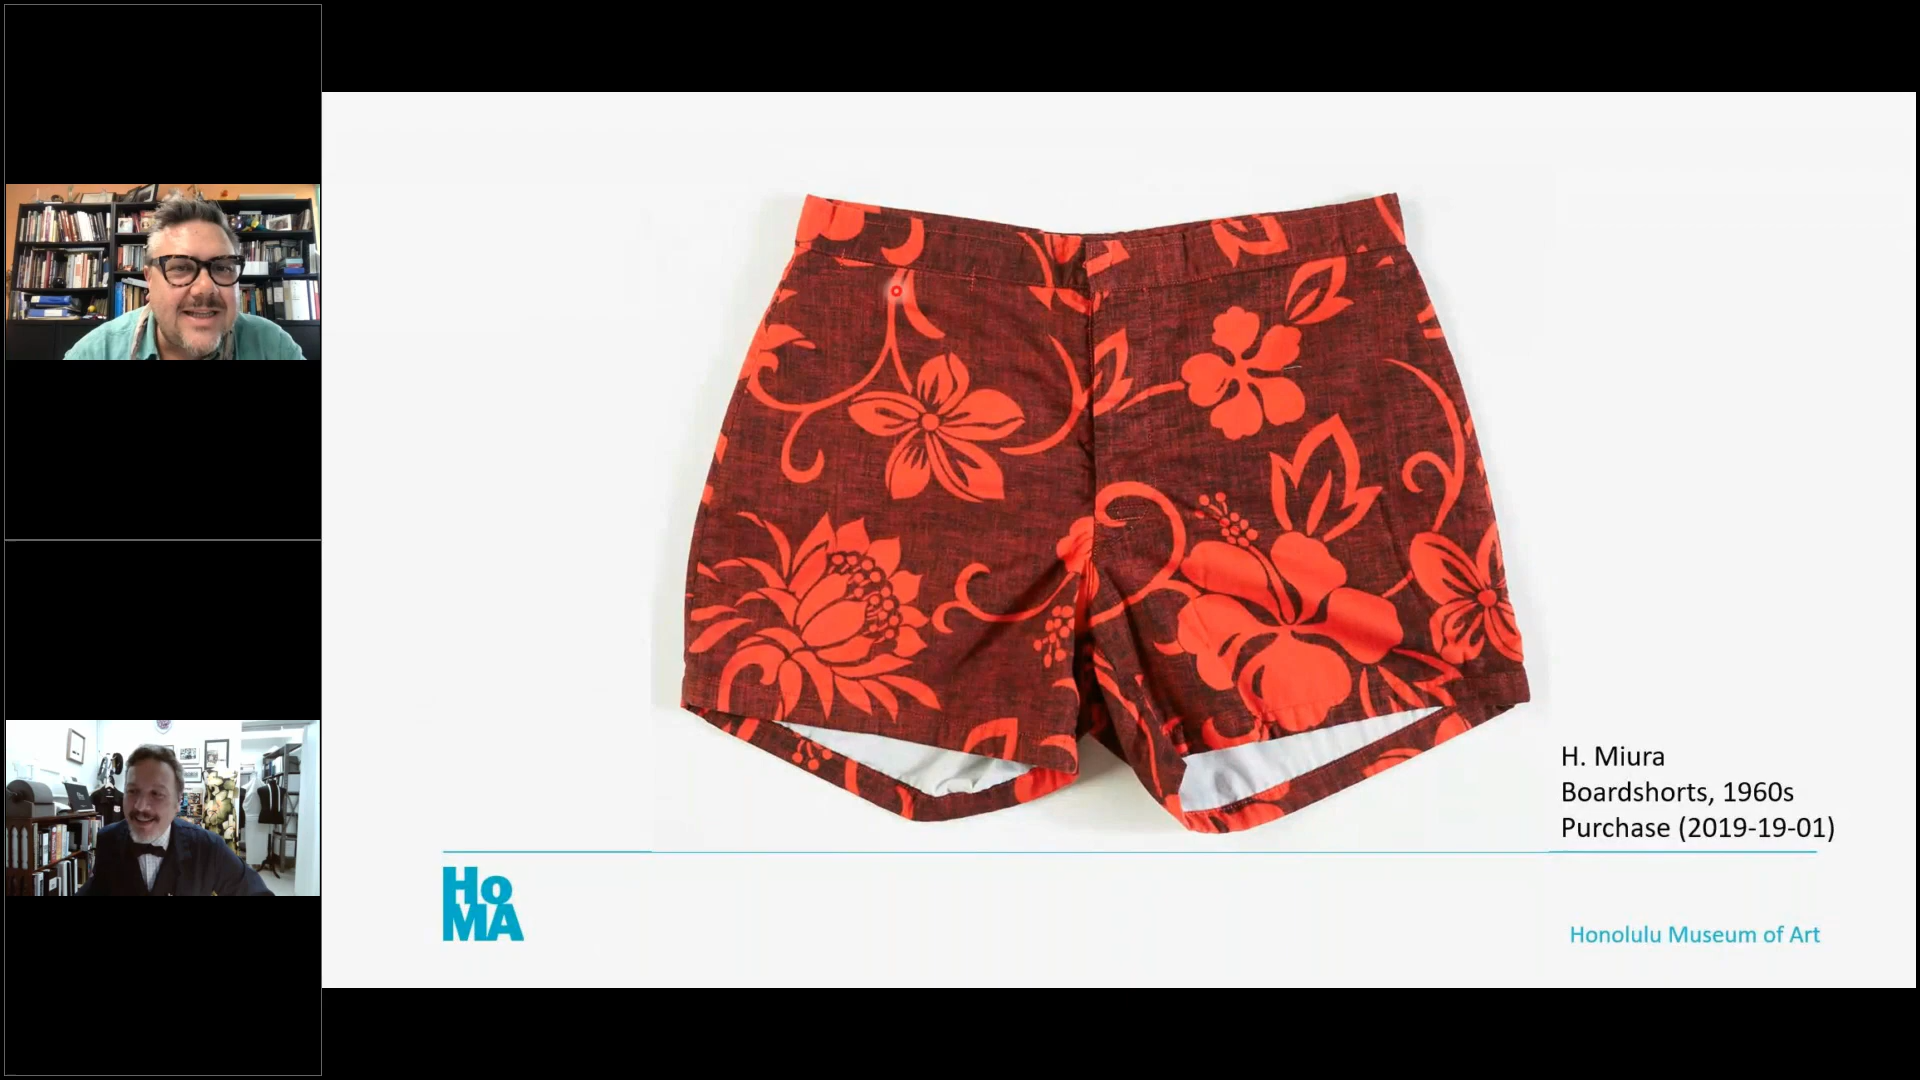 H. Miura
Boardshorts, 1960s
Purchase (2019-19-01)
HoMA
Honolulu Museum of Art